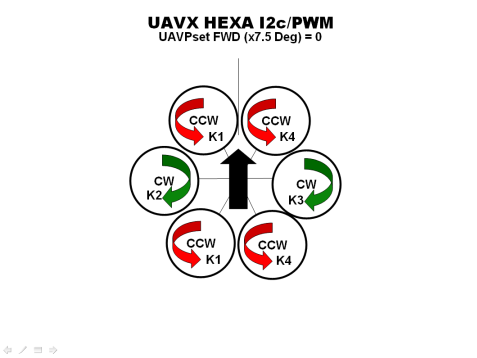 UAVX HEXA I2c/PWM
UAVPset FWD (x7.5 Deg) = 0
CCW
K1
CCW
K4
CW
K2
CW
K3
CCW
K1
CCW
K4